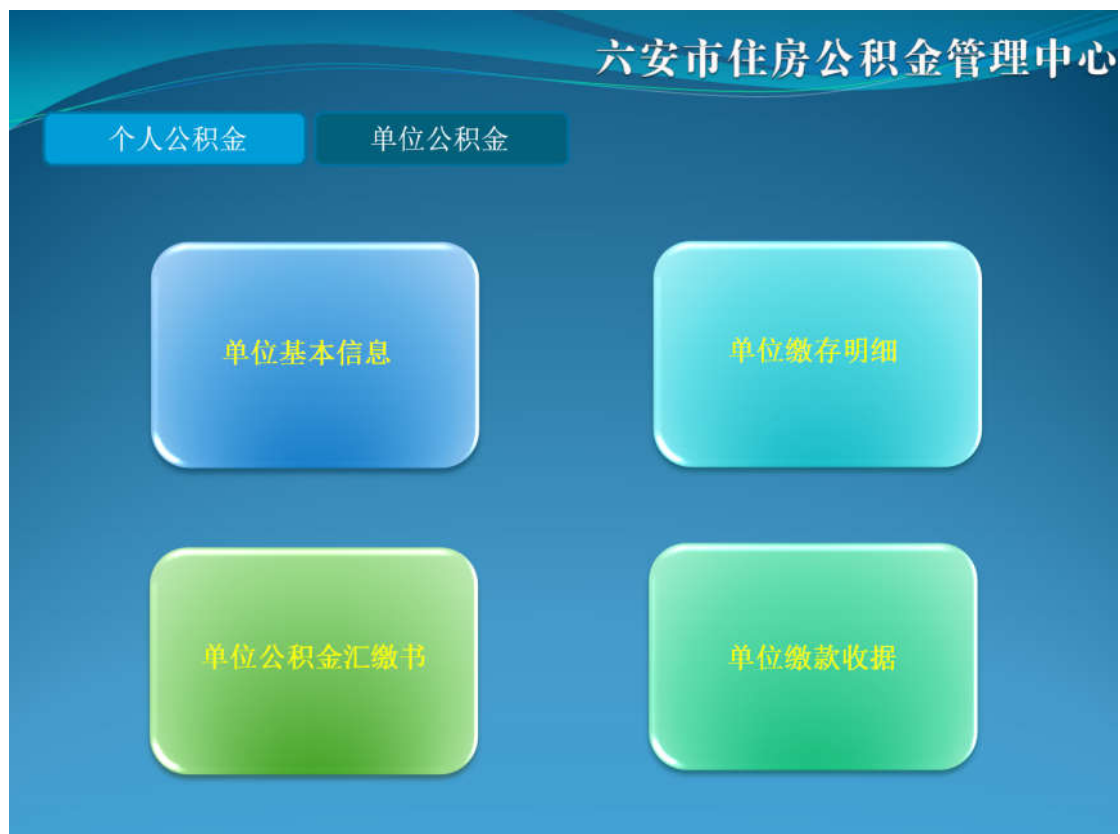 六安市住房公积金管理中心
个人公积金
单位公积金
单位基本信息
单位缴存明细
单位公积金汇缴书
单位缴款收据